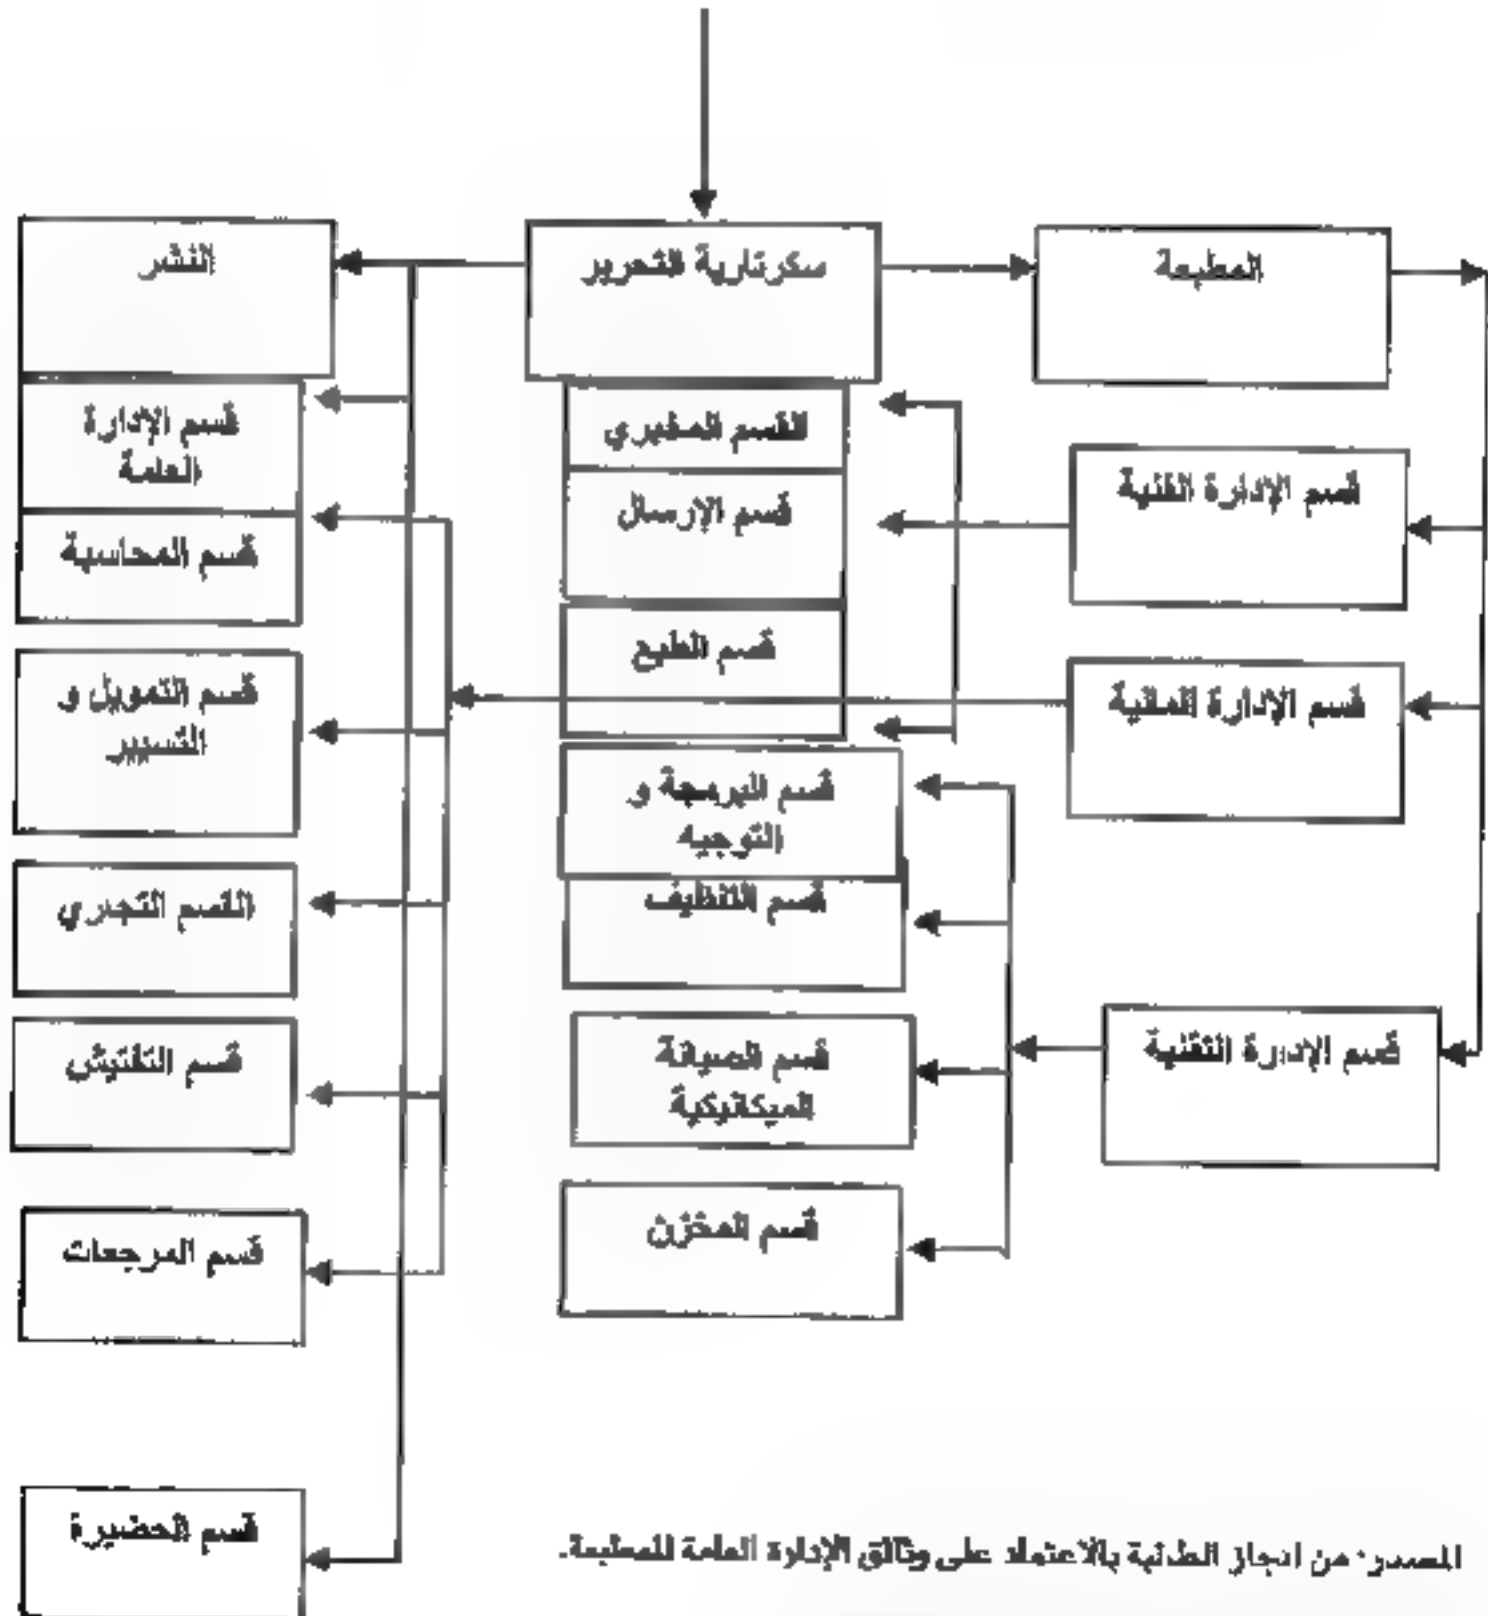 المطبعة
سكرتارية التحرير
النشر
قسم الإدارة الفنية
قسم الإدارة المالية
قسم الإدارة التقنية
القسم المخبري
قسم الإرسال
قسم الطبع
قسم البرمجة و
التوجيه
قسم التنظيف
قسم الصيانة
الميكانيكية
قسم المخزن
قسم الإدارة
العامة
قسم المحاسبة
قسم التمويل و
التسيير
القسم التجري
قسم التفتيش
قسم المرجعات
قسم الحضيرة
المصدر: من انجاز الطالبة بالاعتماد على وثائق الإدارة العامة للمطبعة.